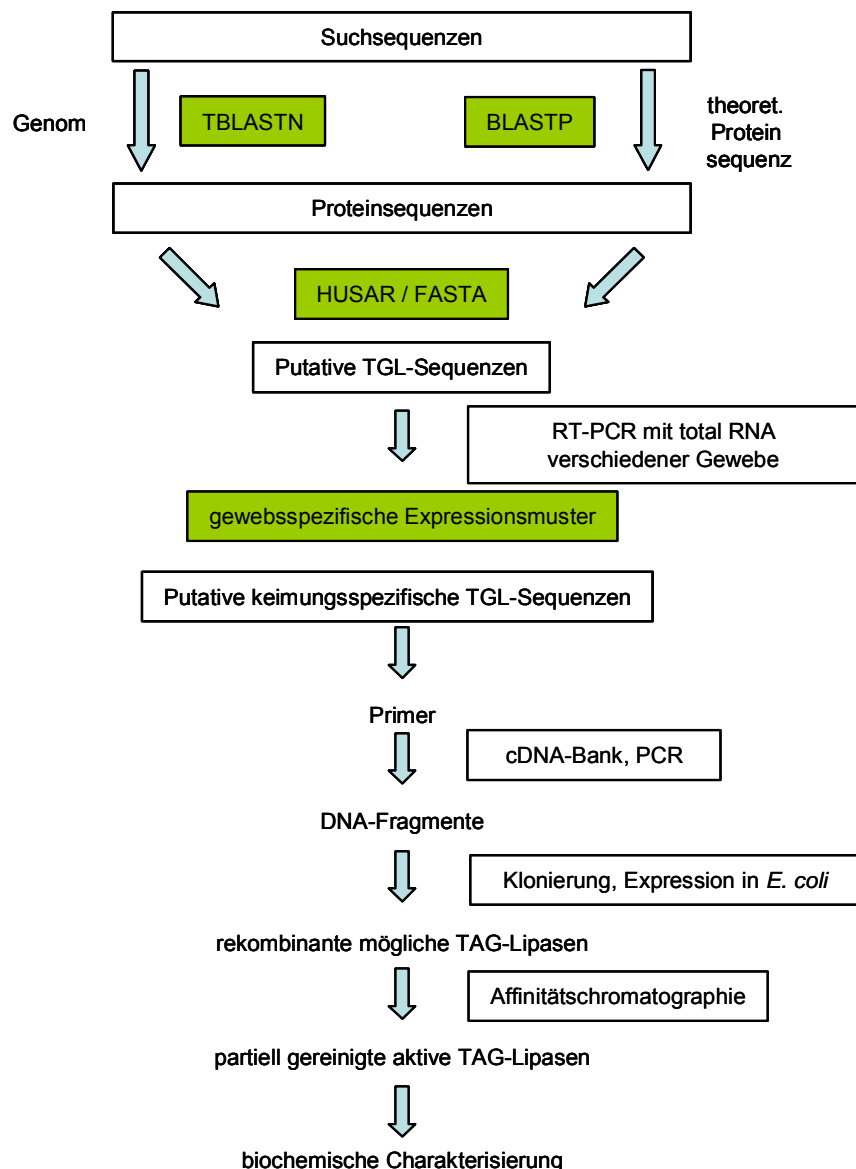 Suchsequenzen
Genom
TBLASTN
BLASTP
theoret.
Protein
sequenz
Proteinsequenzen
HUSAR / FASTA
Putative TGL-Sequenzen
RT-PCR mit total RNA
verschiedener Gewebe
gewebsspezifische Expressionsmuster
Putative keimungsspezifische TGL-Sequenzen
Primer
cDNA-Bank, PCR
DNA-Fragmente
Klonierung, Expression in E. coli
rekombinante mögliche TAG-Lipasen
Affinitätschromatographie
partiell gereinigte aktive TAG-Lipasen
biochemische Charakterisierung